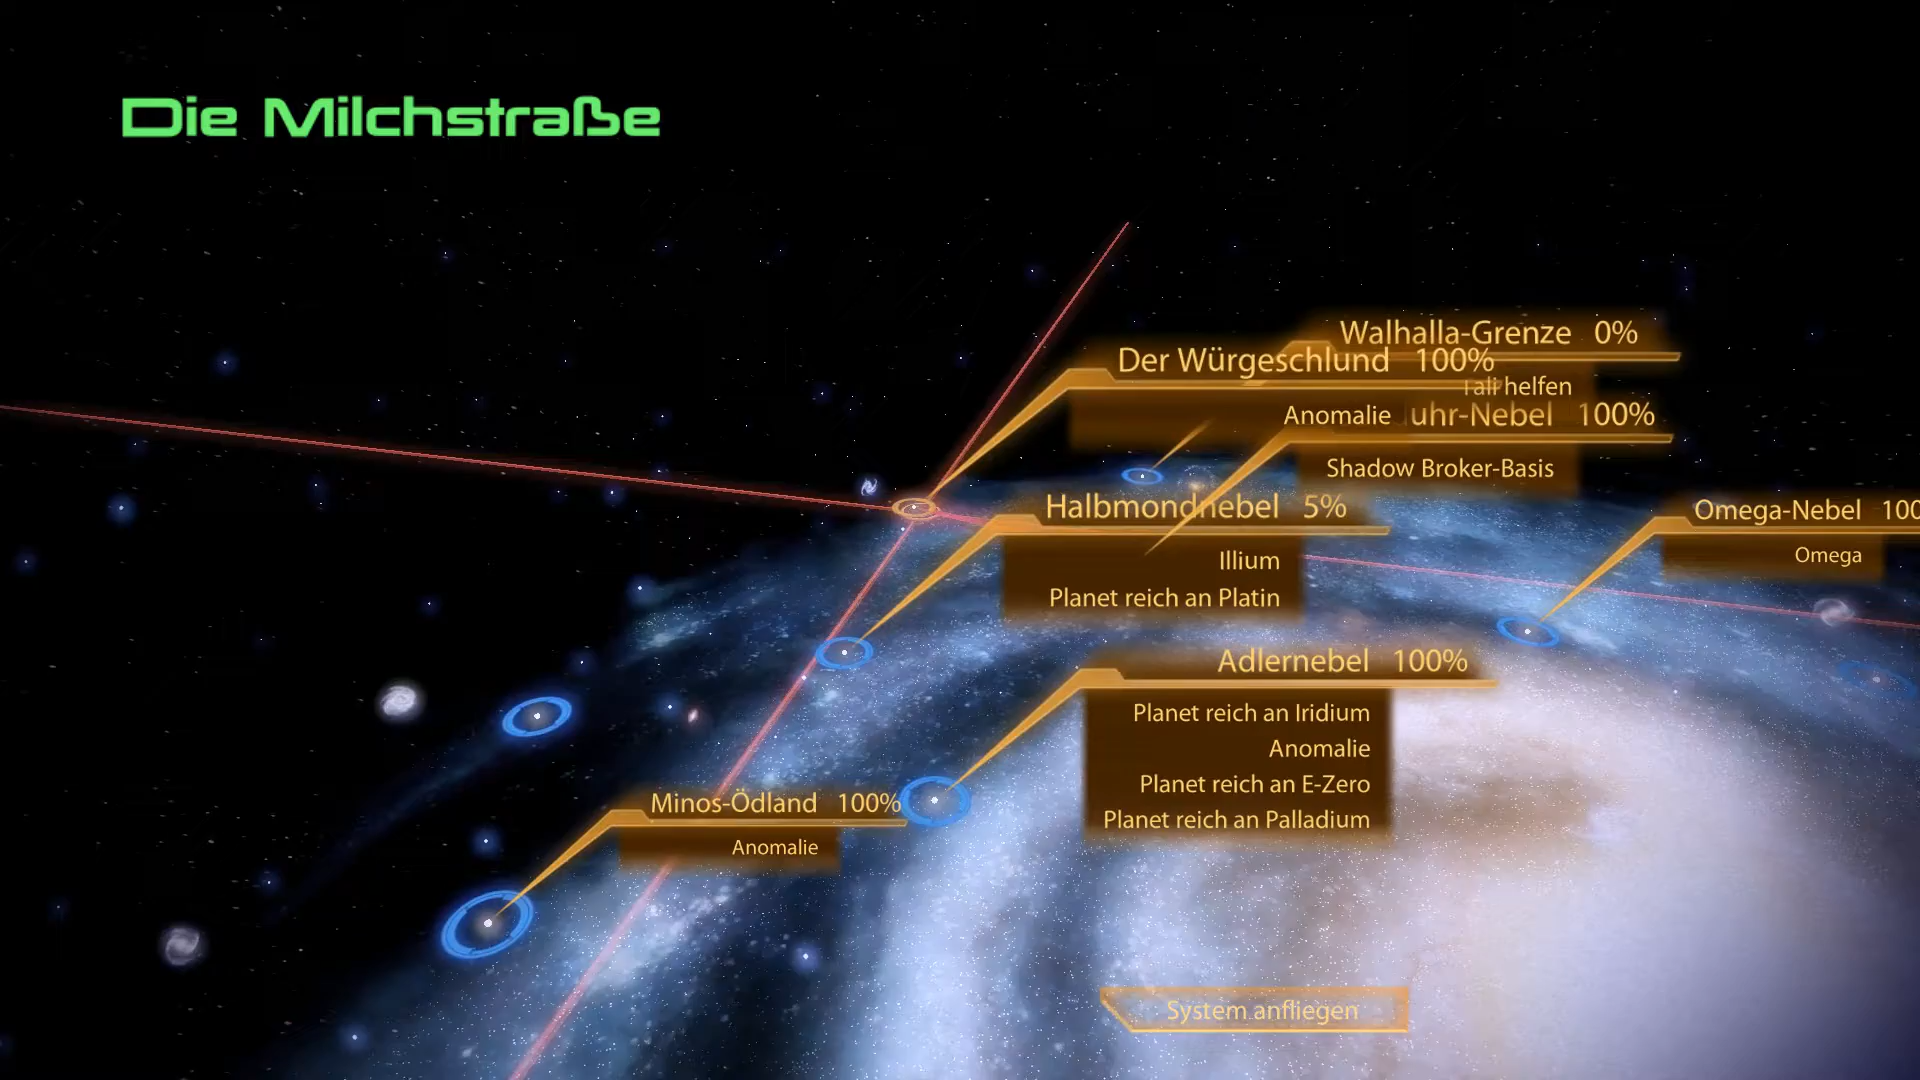 Die Milchstraße
Walhalla-Grenze 0%
Der Würgeschlund 100%
helfen
Anomalie
uhr-Nebel 100%
Shadow Broker-Basis
Halbmondnebel 5%
Illium
Planet reich an Platin
Omega-Nebel 100
Omega
Adlernebel 100%
Planet reich an Iridium
Anomalie
Planet reich an E-Zero
Planet reich an Palladium
Minos-Ödland 100%
Anomalie
System anfliegen